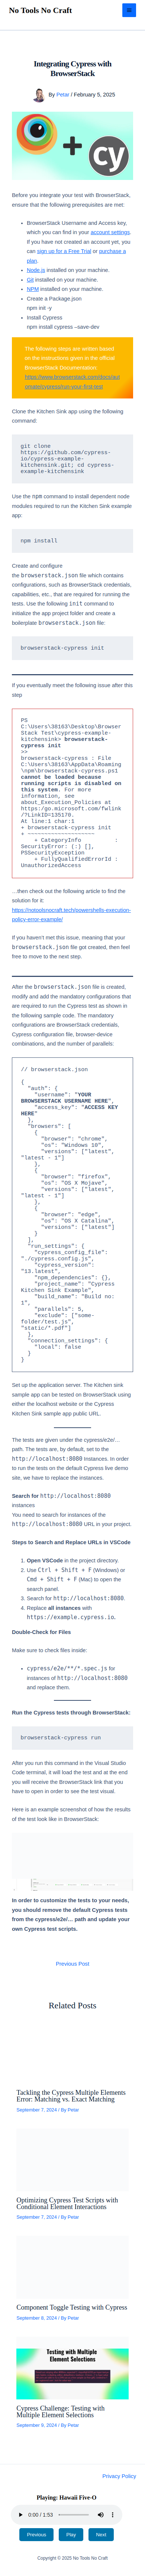 No Tools No Craft
Integrating Cypress with
BrowserStack
By Petar / February 5, 2025
cy
Before you integrate your test with BrowserStack,
ensure that the following prerequisites are met:
BrowserStack Username and Access key,
which you can find in your account settings.
If you have not created an account yet, you
can sign up for a Free Trial or purchase a
plan.
Node.js installed on your machine.
Git installed on your machine.
NPM installed on your machine.
Create a Package.json
npm init -y
Install Cypress
npm install cypress --save-dev
The following steps are written based
on the instructions given in the official
BrowserStack Documentation:
Clone the Kitchen Sink app using the following
command:
git clone
https://github.com/cypress-
io/cypress-example-
kitchensink.git; cd cypress-
example-kitchensink
Use the npm command to install dependent node
modules required to run the Kitchen Sink example
app:
npm install
Create and configure
the browserstack.json file which contains
configurations, such as BrowserStack credentials,
capabilities, etc., that are required for running
tests. Use the following init command to
initialize the app project folder and create a
boilerplate browserstack.json file:
browserstack-cypress init
If you eventually meet the following issue after this
step
PS
C:\Users\38163\Desktop\Browser
Stack Test\cypress-example-
kitchensink> browserstack-
cypress init
>>
browserstack-cypress : File
C:\Users\38163\AppData\Roaming
\npm\browserstack-cypress.ps1
cannot be loaded because
running scripts is disabled on
this system. For more
information, see
about_Execution_Policies at
https:/go.microsoft.com/fwlink
/?LinkID=135170.
At line:1 char:1
+ browserstack-cypress init
+ ~~~~~~~~~~~~~~~~~~~~
+ CategoryInfo :
SecurityError: (:) [],
PSSecurityException
+ FullyQualifiedErrorId :
UnauthorizedAccess
...then check out the following article to find the
solution for it:
https://notoolsnocraft.tech/powershells-execution-
policy-error-example/
If you haven't met this issue, meaning that your
browserstack.json file got created, then feel
free to move to the next step.
After the browserstack.json file is created,
modify and add the mandatory configurations that
are required to run the Cypress test as shown in
the following sample code. The mandatory
configurations are BrowserStack credentials,
Cypress configuration file, browser-device
combinations, and the number of parallels:
// browserstack.json
{
"auth": {
"username": "YOUR
BROWSERSTACK USERNAME HERE",
"access_key": "ACCESS KEY
HERE"
},
"browsers": [
{
"browser": "chrome",
"os": "Windows 10",
"versions": ["latest",
"latest - 1"]
},
{
"browser": "firefox",
"os": "OS X Mojave",
"versions": ["latest",
"latest - 1"]
},
{
"browser": "edge",
"os": "OS X Catalina",
"versions": ["latest"]
}
],
"run_settings": {
"cypress_config_file":
"./cypress.config.js",
"cypress_version":
"13.latest",
"npm_dependencies": {},
"project_name": "Cypress
Kitchen Sink Example",
"build_name": "Build no:
1",
"parallels": 5,
"exclude": ["some-
folder/test.js",
"static/*.pdf"]
},
"connection_settings": {
"local": false
}
}
Set up the application server. The Kitchen sink
sample app can be tested on BrowserStack using
either the localhost website or the Cypress
Kitchen Sink sample app public URL.
The tests are given under the cypress/e2e/...
path. The tests are, by default, set to the
http://localhost:8080 instances. In order
to run the tests on the default Cypress live demo
site, we have to replace the instances.
Search for http://localhost:8080
instances
You need to search for instances of the
http://localhost:8080 URL in your project.
Steps to Search and Replace URLs in VSCode
1. Open VSCode in the project directory.
2. Use Ctrl + Shift + F (Windows) or
Cmd + Shift + F (Mac) to open the
search panel.
3. Search for http://localhost:8080.
4. Replace all instances with
https://example.cypress.io.
Double-Check for Files
Make sure to check files inside:
cypress/e2e/**/*.spec.js for
instances of http://localhost:8080
and replace them.
Run the Cypress tests through BrowserStack:
browserstack-cypress run
After you run this command in the Visual Studio
Code terminal, it will load the test and at the end
you will receive the BrowserStack link that you
have to open in order to see the test visual.
Here is an example screenshot of how the results
of the test look like in BrowserStack:
In order to customize the tests to your needs,
you should remove the default Cypress tests
from the cypress/e2e/... path and update your
own Cypress test scripts.
Previous Post
Related Posts
Tackling the Cypress Multiple Elements
Error: Matching vs. Exact Matching
September 7, 2024 / By Petar
Optimizing Cypress Test Scripts with
Conditional Element Interactions
September 7, 2024 / By Petar
Component Toggle Testing with Cypress
September 8, 2024 / By Petar
Testing with Multiple
Element Selections
Cypress Challenge: Testing with
Multiple Element Selections
September 9, 2024 / By Petar
Privacy Policy
Playing: Hawaii Five-O
0:00 / 1:53
Previous
Play
Next
Copyright © 2025 No Tools No Craft